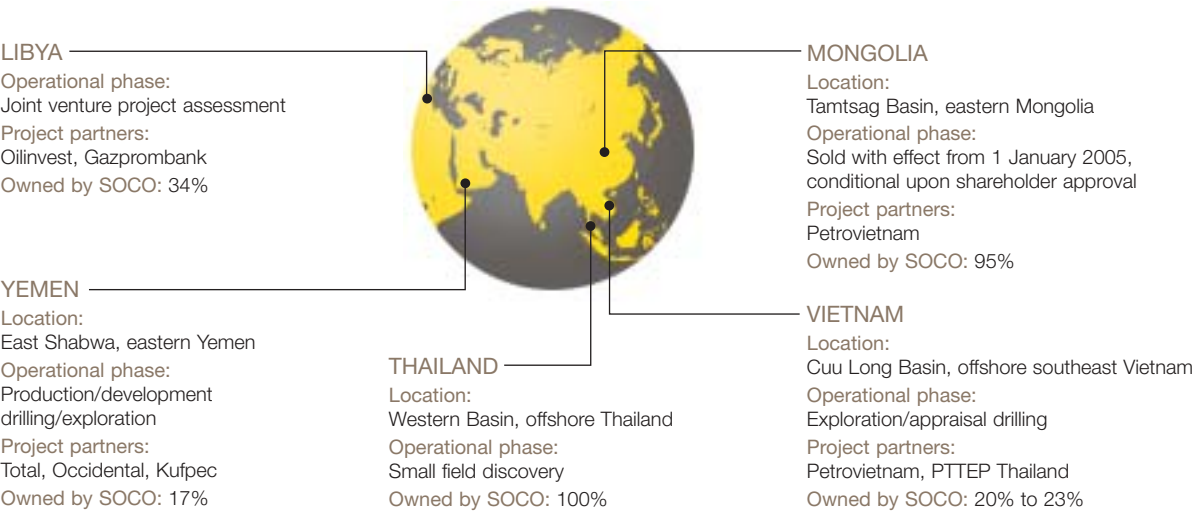 LIBYA
Operational phase:
Joint venture project assessment
Project partners:
Oilinvest, Gazprombank
Owned by SOCO: 34%
YEMEN
Location:
East Shabwa, eastern Yemen
Operational phase:
Production/development
drilling/exploration
Project partners:
Total, Occidental, Kufpec
Owned by SOCO: 17%
THAILAND
Location:
Western Basin, offshore Thailand
Operational phase:
Small field discovery
Owned by SOCO: 100%
MONGOLIA
Location:
Tamtsag Basin, eastern Mongolia
Operational phase:
Sold with effect from 1 January 2005,
conditional upon shareholder approval
Project partners:
Petrovietnam
Owned by SOCO: 95%
VIETNAM
Location:
Cuu Long Basin, offshore southeast Vietnam
Operational phase:
Exploration/appraisal drilling
Project partners:
Petrovietnam, PTTEP Thailand
Owned by SOCO: 20% to 23%